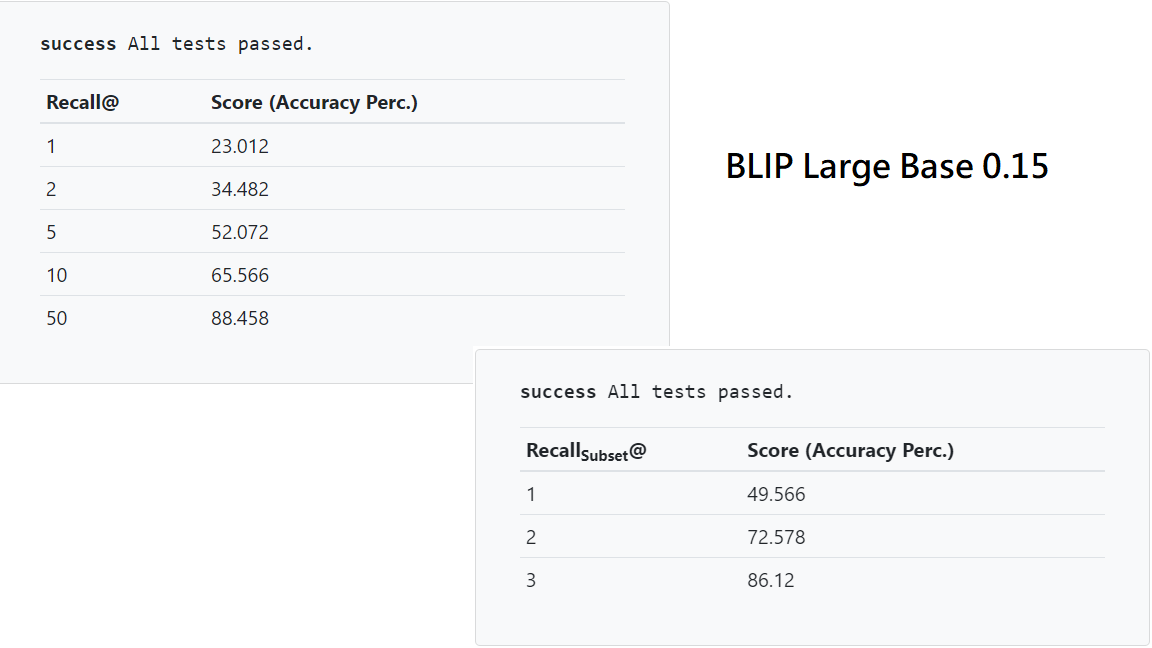 success All tests passed.
Recall@ Score (Accuracy Perc.)
1 23.012
2 34.482
5 52.072
10 65.566
50 88.458
BLIP Large Base 0.15
success All tests passed.
RecallSubset@ Score (Accuracy Perc.)
1 49.566
2 72.578
3 86.12